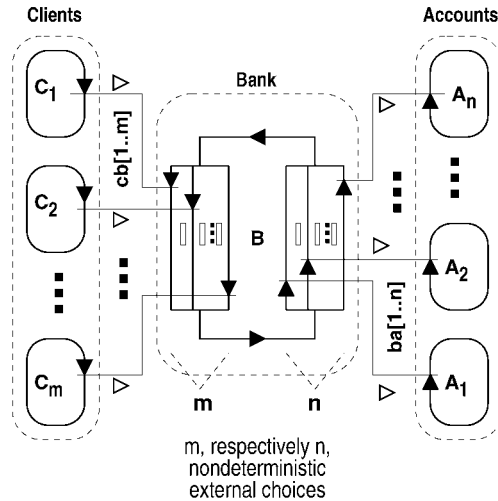 Clients
Accounts
Bank
C1
C2
Cm
cb[1..m]
B
An
A2
A1
ba[1..n]
m
n
m, respectively n,
nondeterministic
external choices